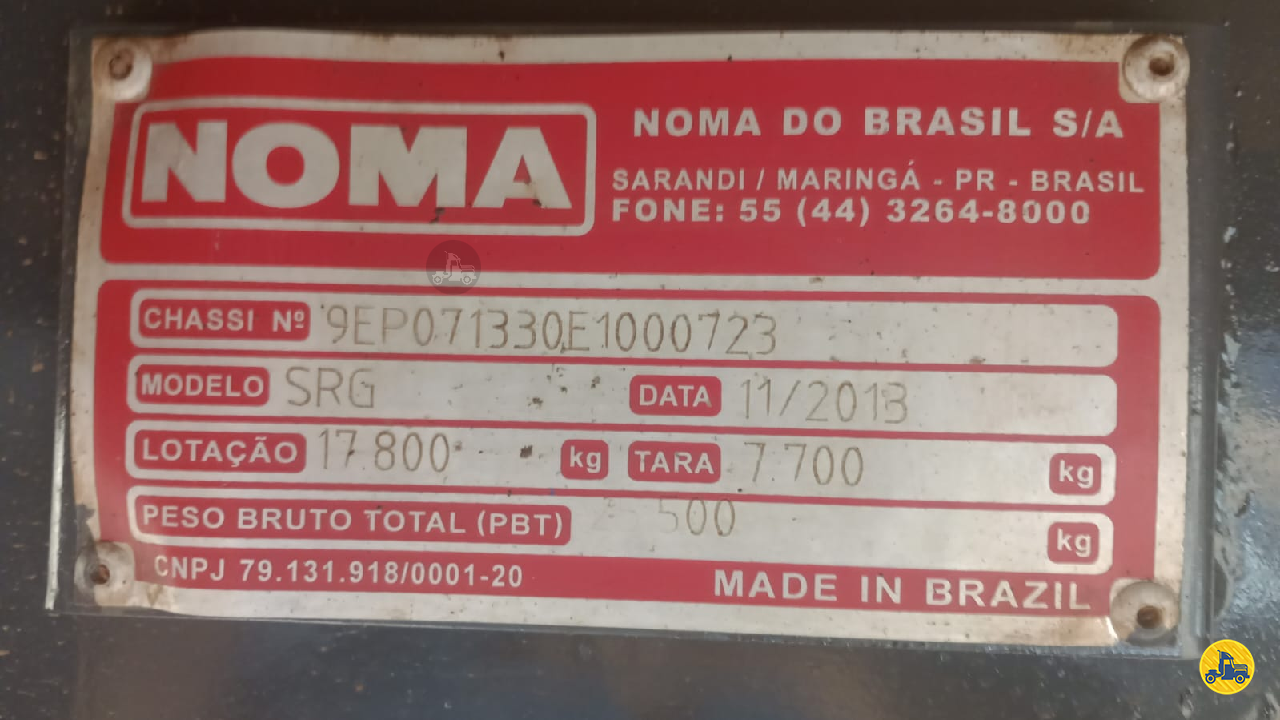 NOMA
NOMA DO BRASIL S/A
SARANDI / MARINGÁ - PR - BRASIL
FONE: 55 (44) 3264-8000
CHASSI Nº 9EP071330E1000723
MODELO SRG DATA 11/2013
LOTAÇÃO 17.800 kg TARA 7.700 kg
PESO BRUTO TOTAL (PBT) kg
CNPJ 79.131.918/0001-20 MADE IN BRAZIL